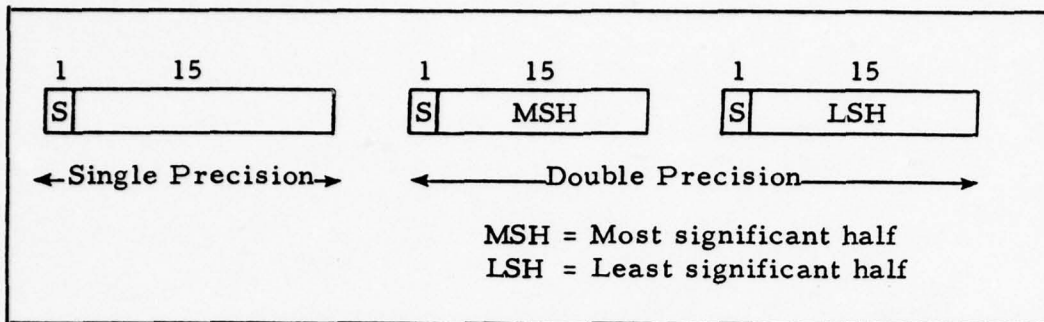 1 15 1 15 1 15
S S MSH S LSH
Single Precision Double Precision
MSH = Most significant half
LSH = Least significant half